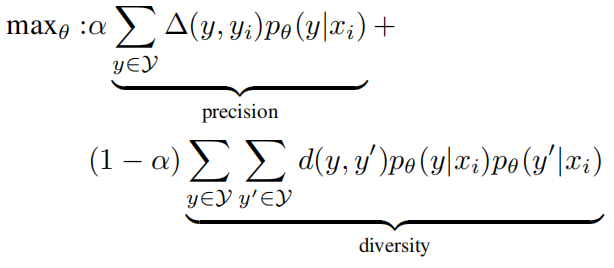 max_θ : α ∑_{y∈𝒴} Δ(y, y_i)p_θ(y|x_i) +
precision
(1 − α) ∑_{y∈𝒴} ∑_{y′∈𝒴} d(y, y′)p_θ(y|x_i)p_θ(y′|x_i)
diversity